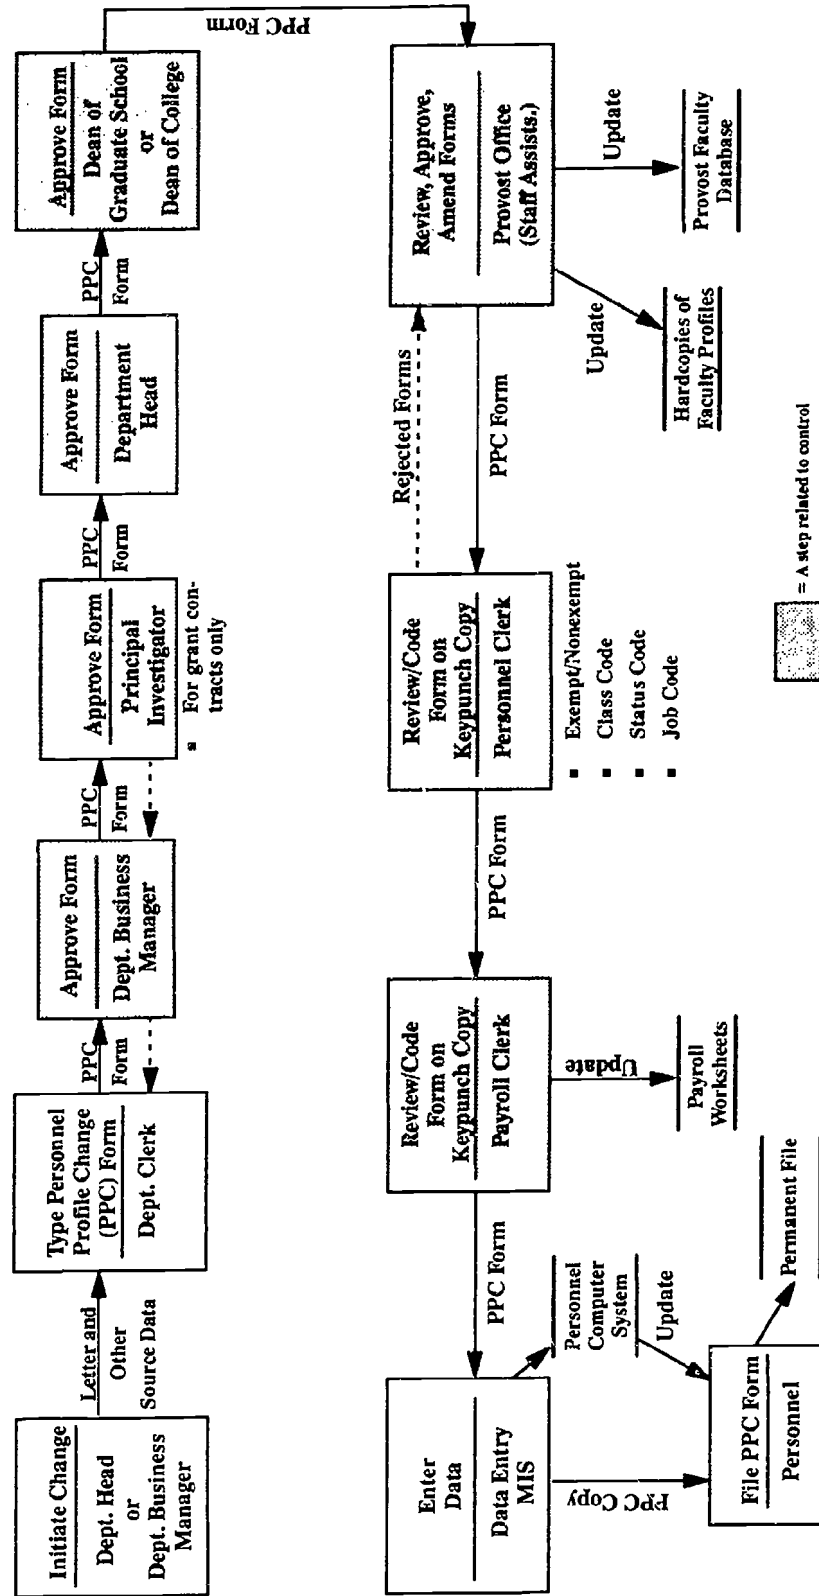 Initiate Change
Dept. Head
or
Dept. Business
Manager
Letter and
Other
Source Data
Type Personnel
Profile Change
(PPC) Form
Dept. Clerk
PPC
Form
Approve Form
Dept. Business
Manager
PPC
Form
Approve Form
Principal
Investigator
■ For grant con-
tracts only
PPC
Form
Approve Form
Department
Head
PPC
Form
Approve Form
Dean of
Graduate School
or
Dean of College
PPC Form
Review, Approve,
Amend Forms
Provost Office
(Staff Assists.)
Update
Provost Faculty
Database
Update
Hardcopies of
Faculty Profiles
Rejected Forms
PPC Form
Review/Code
Form on
Keypunch Copy
Personnel Clerk
■ Exempt/Nonexempt
■ Class Code
■ Status Code
■ Job Code
PPC Form
Review/Code
Form on
Keypunch Copy
Payroll Clerk
Update
Payroll
Worksheets
PPC Form
Enter
Data
Data Entry
MIS
Personnel
Computer
System
Update
PPC Copy
File PPC Form
Personnel
Permanent File
= A step related to control